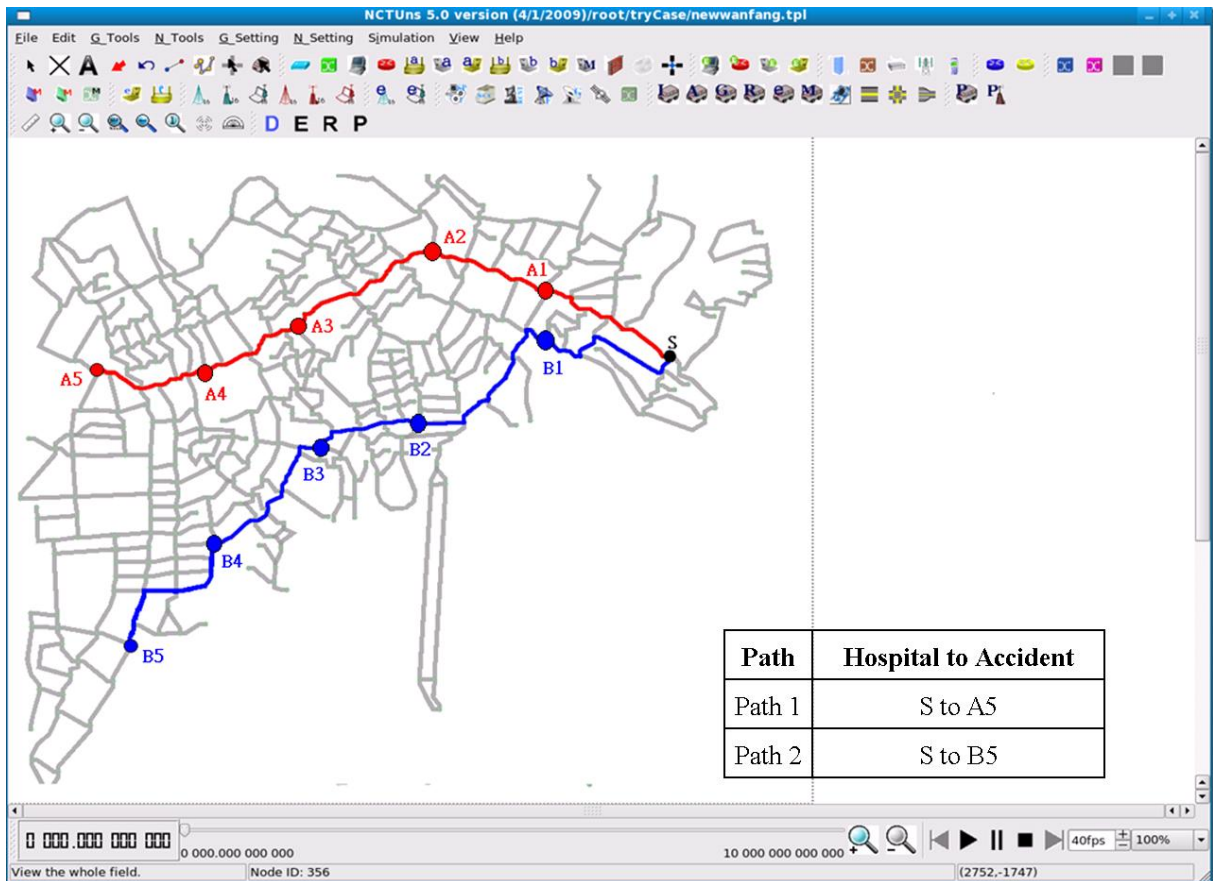 NCTUns 5.0 version (4/1/2009)/root/tryCase/newwanfang.tpl
File Edit G_Tools N_Tools G_Setting N_Setting Simulation View Help
D E R P
A2
A1
A3
S
A5
A4
B1
B2
B3
B4
B5
Path Hospital to Accident
Path 1 S to A5
Path 2 S to B5
0 000.000 000 000
0 000.000 000 000
10 000 000 000 000
40fps
100%
View the whole field. Node ID: 356 (2752,-1747)